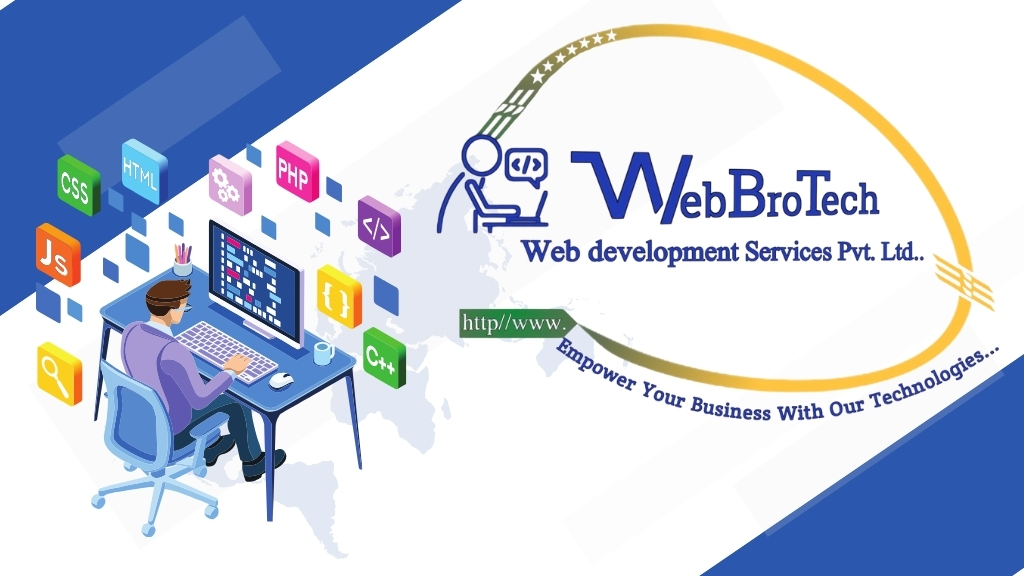 CSS
HTML
PHP
</>
Js
{ }
C++
</>
WebBroTech
Web development Services Pvt. Ltd..
http//www.
Empower Your Business With Our Technologies...